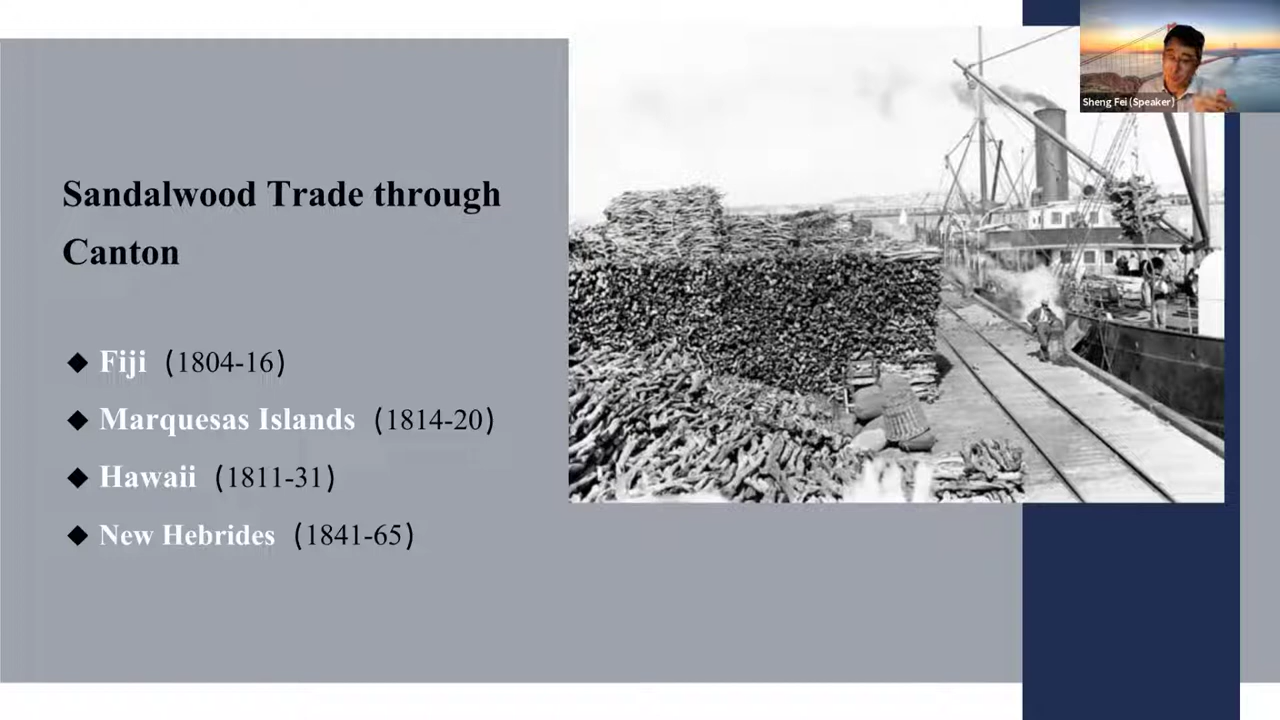 Sandalwood Trade through
Canton
Fiji (1804-16)
Marquesas Islands (1814-20)
Hawaii (1811-31)
New Hebrides (1841-65)
Sheng Fei (Speaker)